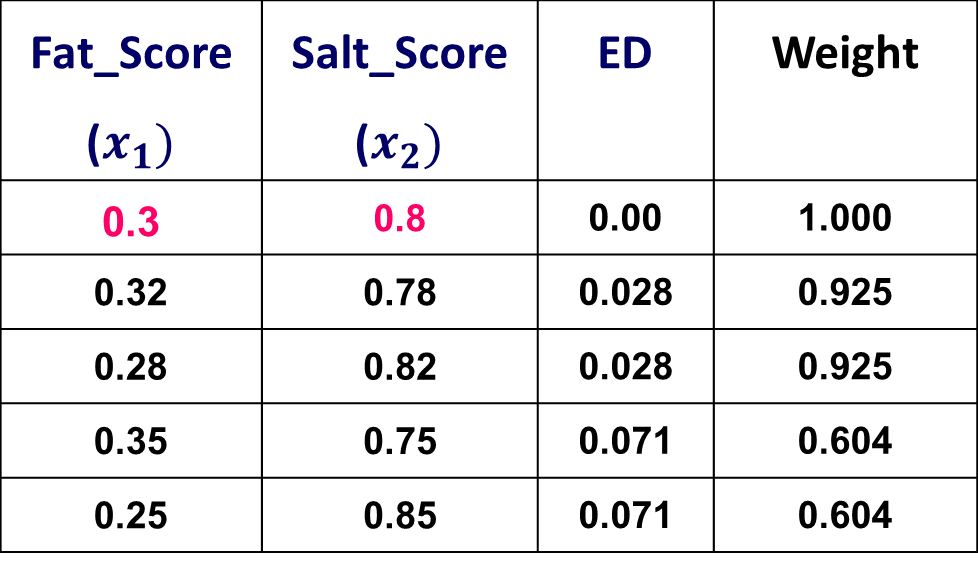 Fat_Score Salt_Score ED Weight
(x₁) (x₂)
0.3 0.8 0.00 1.000
0.32 0.78 0.028 0.925
0.28 0.82 0.028 0.925
0.35 0.75 0.071 0.604
0.25 0.85 0.071 0.604